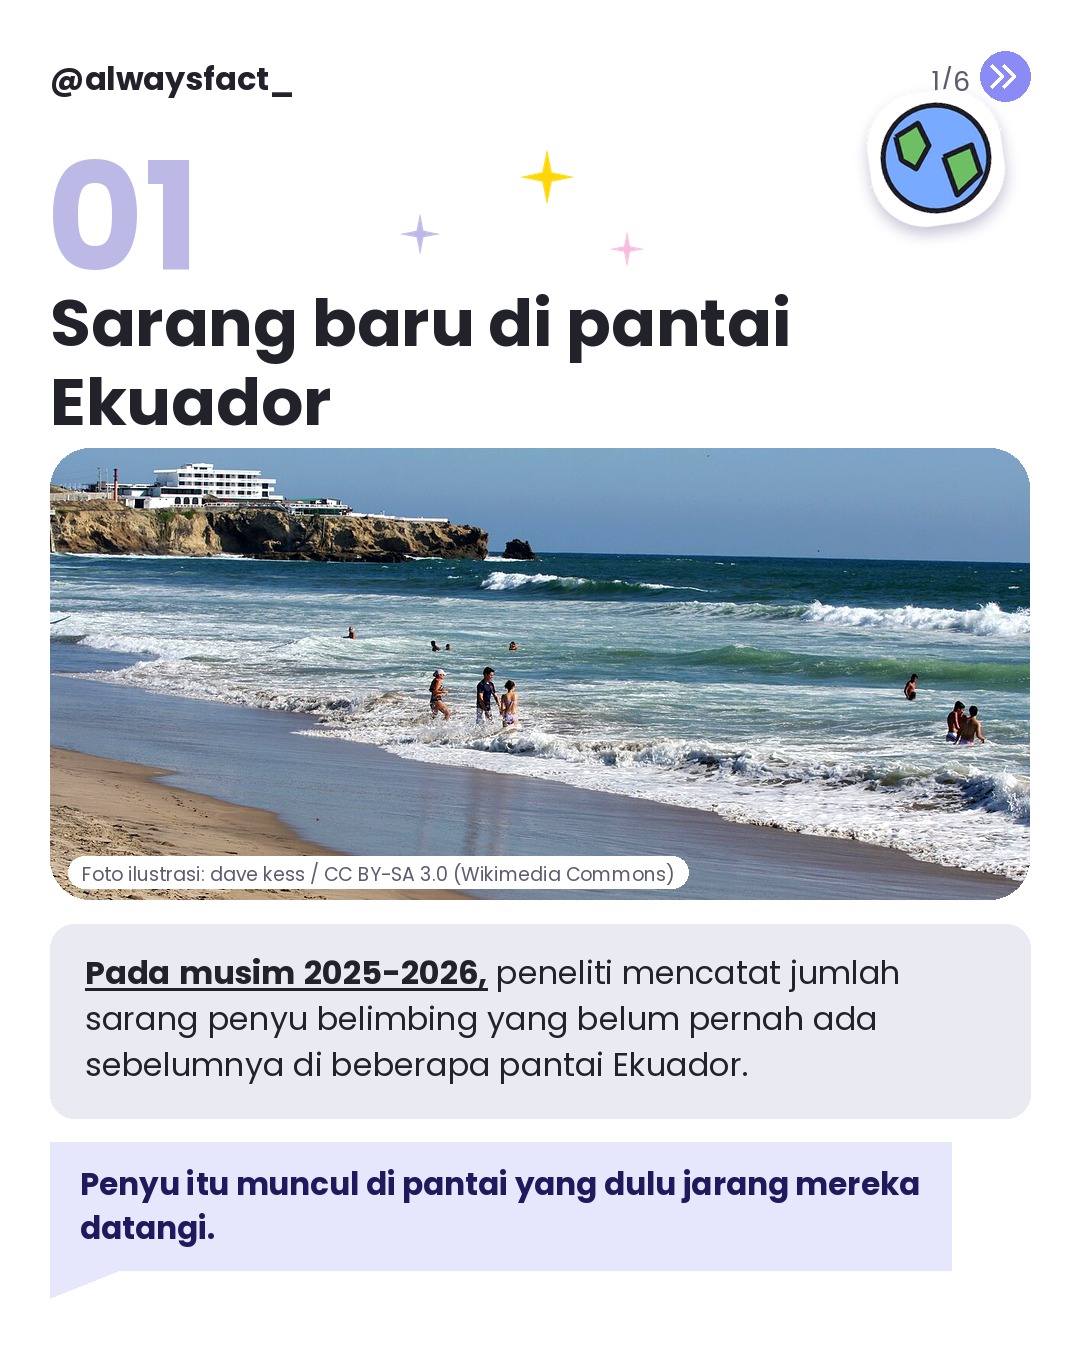 @alwaysfact_
1/6
01
Sarang baru di pantai
Ekuador
Foto ilustrasi: dave kess / CC BY-SA 3.0 (Wikimedia Commons)
Pada musim 2025-2026, peneliti mencatat jumlah
sarang penyu belimbing yang belum pernah ada
sebelumnya di beberapa pantai Ekuador.
Penyu itu muncul di pantai yang dulu jarang mereka
datangi.